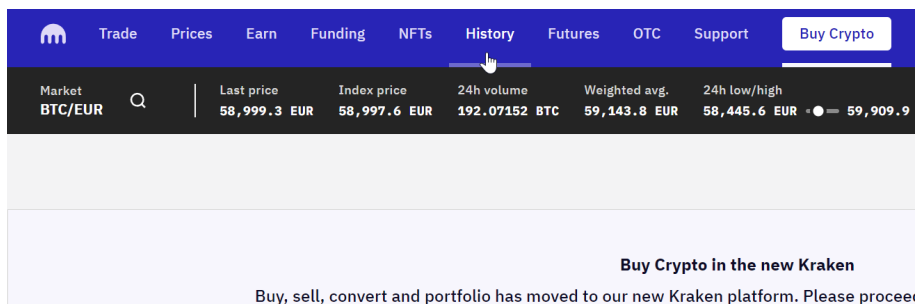 Trade Prices Earn Funding NFTs History Futures OTC Support Buy Crypto
Market Last price Index price 24h volume Weighted avg. 24h low/high
BTC/EUR 58,999.3 EUR 58,997.6 EUR 192.07152 BTC 59,143.8 EUR 58,445.6 EUR 59,909.9
Buy Crypto in the new Kraken
Buy, sell, convert and portfolio has moved to our new Kraken platform. Please proceed